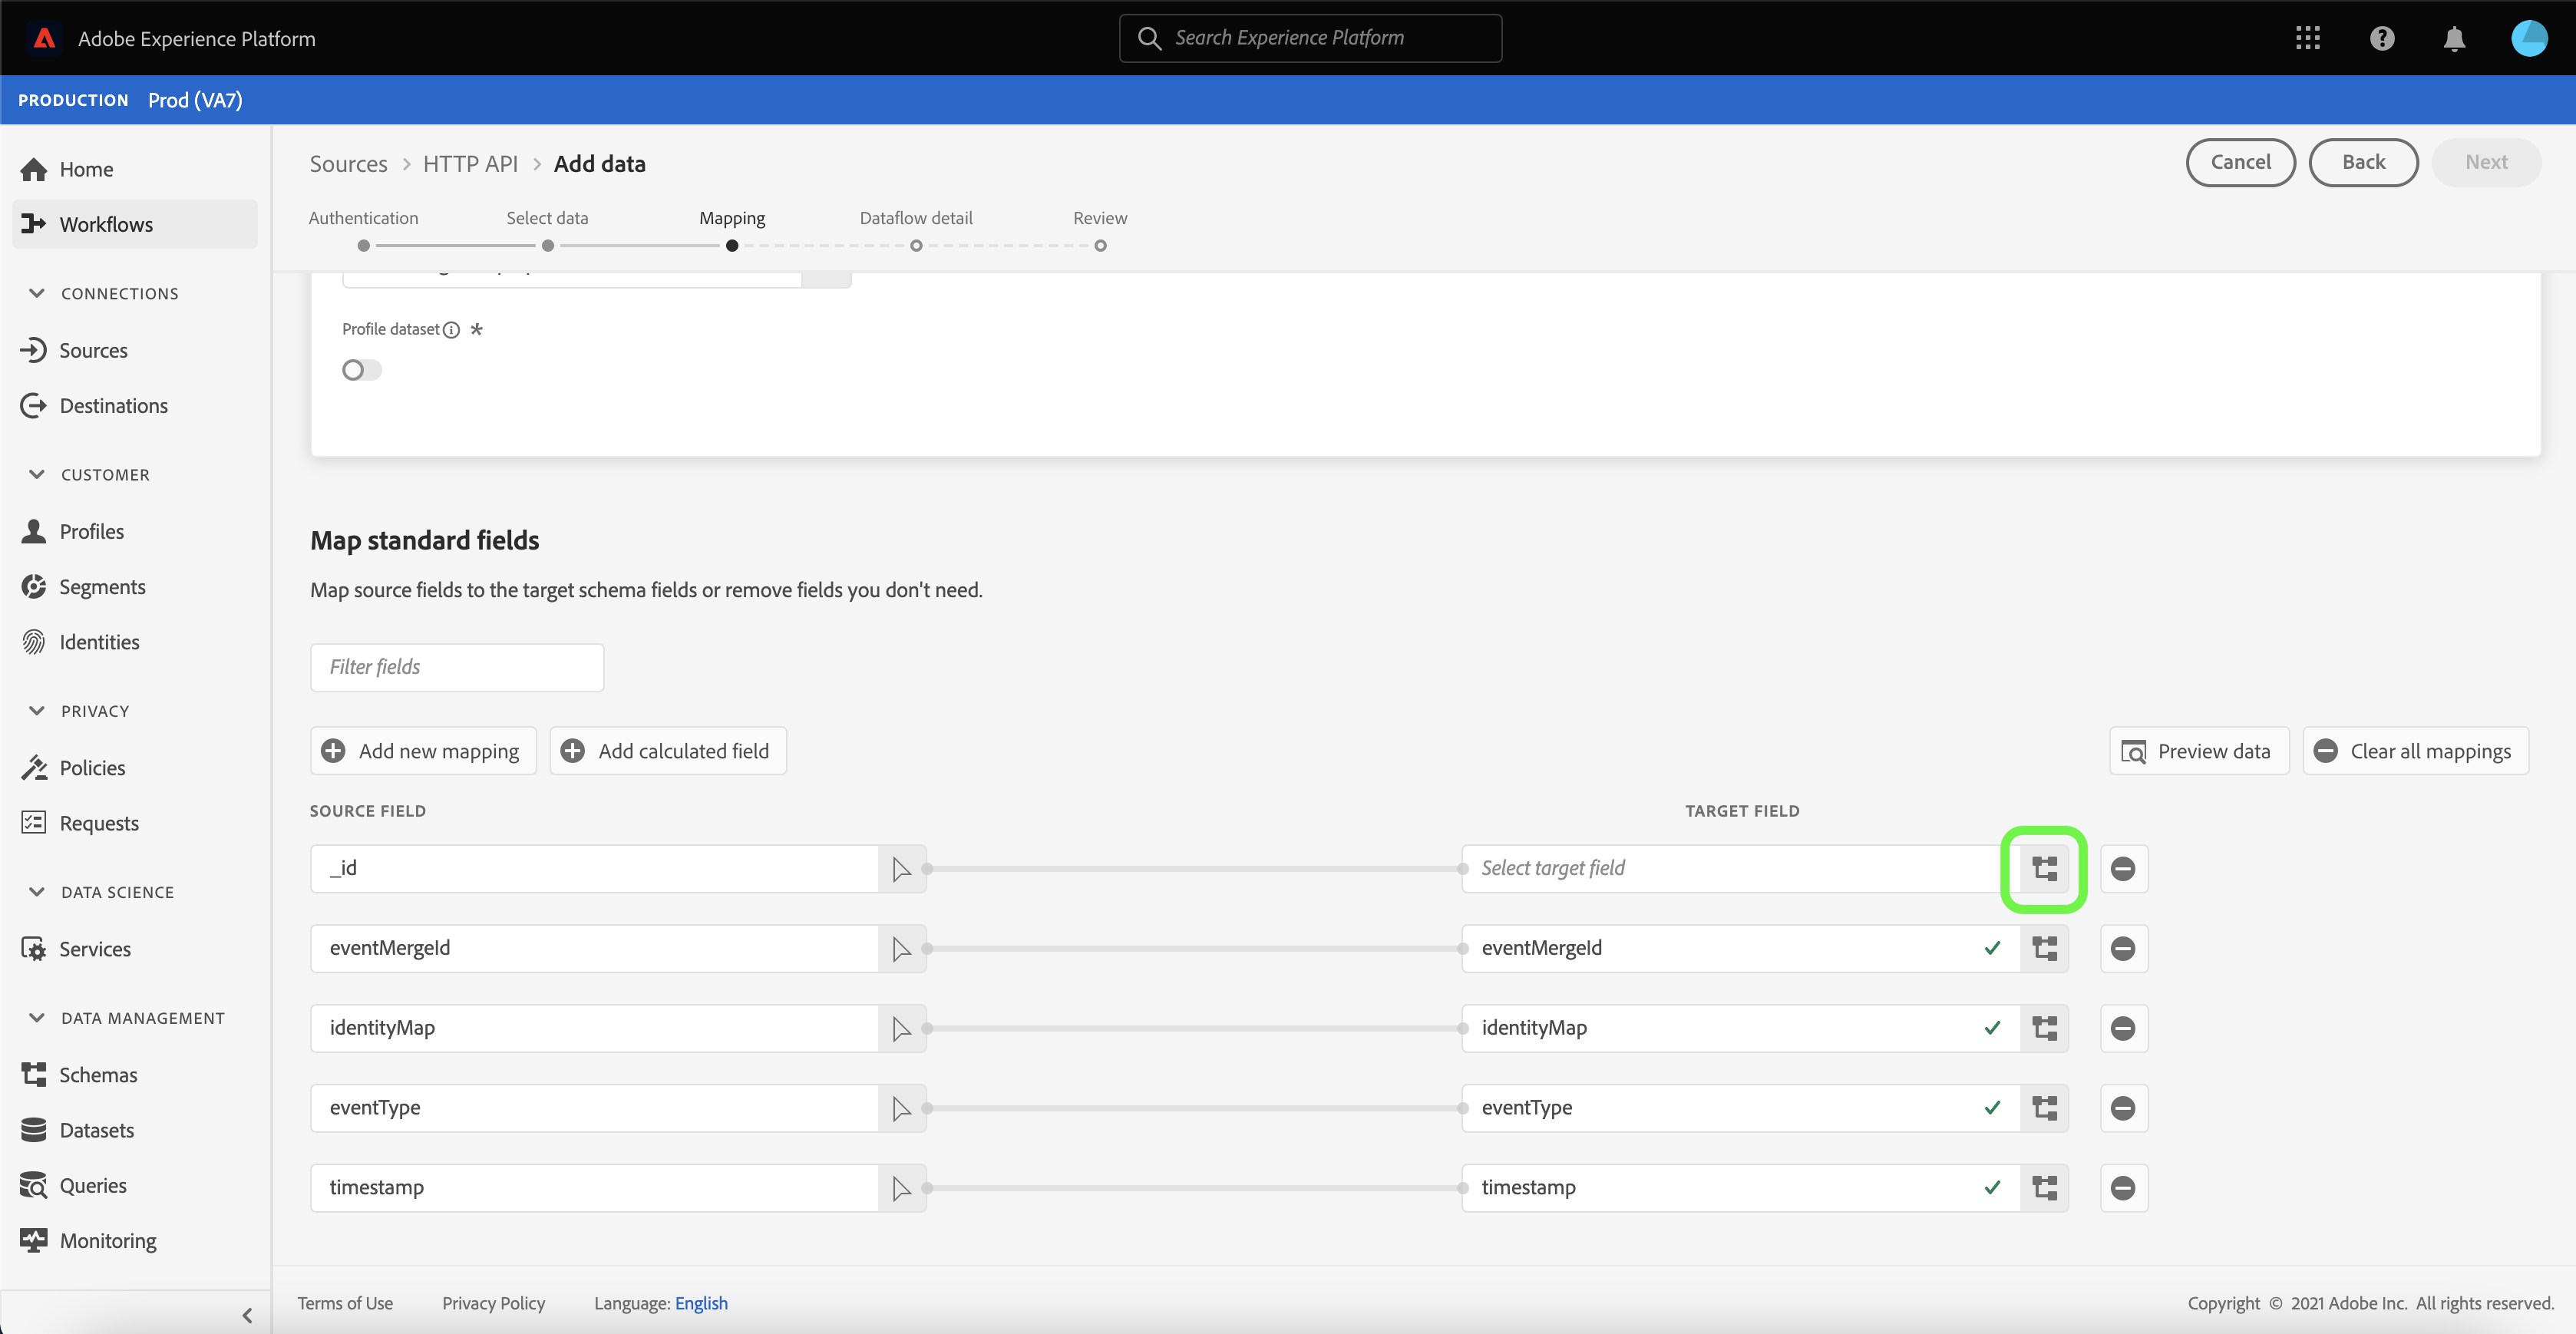 Adobe Experience Platform
Search Experience Platform
PRODUCTION Prod (VA7)
Home
Workflows
CONNECTIONS
Sources
Destinations
CUSTOMER
Profiles
Segments
Identities
PRIVACY
Policies
Requests
DATA SCIENCE
Services
DATA MANAGEMENT
Schemas
Datasets
Queries
Monitoring
Sources > HTTP API > Add data
Cancel
Back
Next
Authentication
Select data
Mapping
Dataflow detail
Review
Profile dataset *
Map standard fields
Map source fields to the target schema fields or remove fields you don't need.
Filter fields
Add new mapping
Add calculated field
Preview data
Clear all mappings
SOURCE FIELD
TARGET FIELD
_id
Select target field
eventMergeId
eventMergeId
identityMap
identityMap
eventType
eventType
timestamp
timestamp
Terms of Use
Privacy Policy
Language: English
Copyright © 2021 Adobe Inc. All rights reserved.